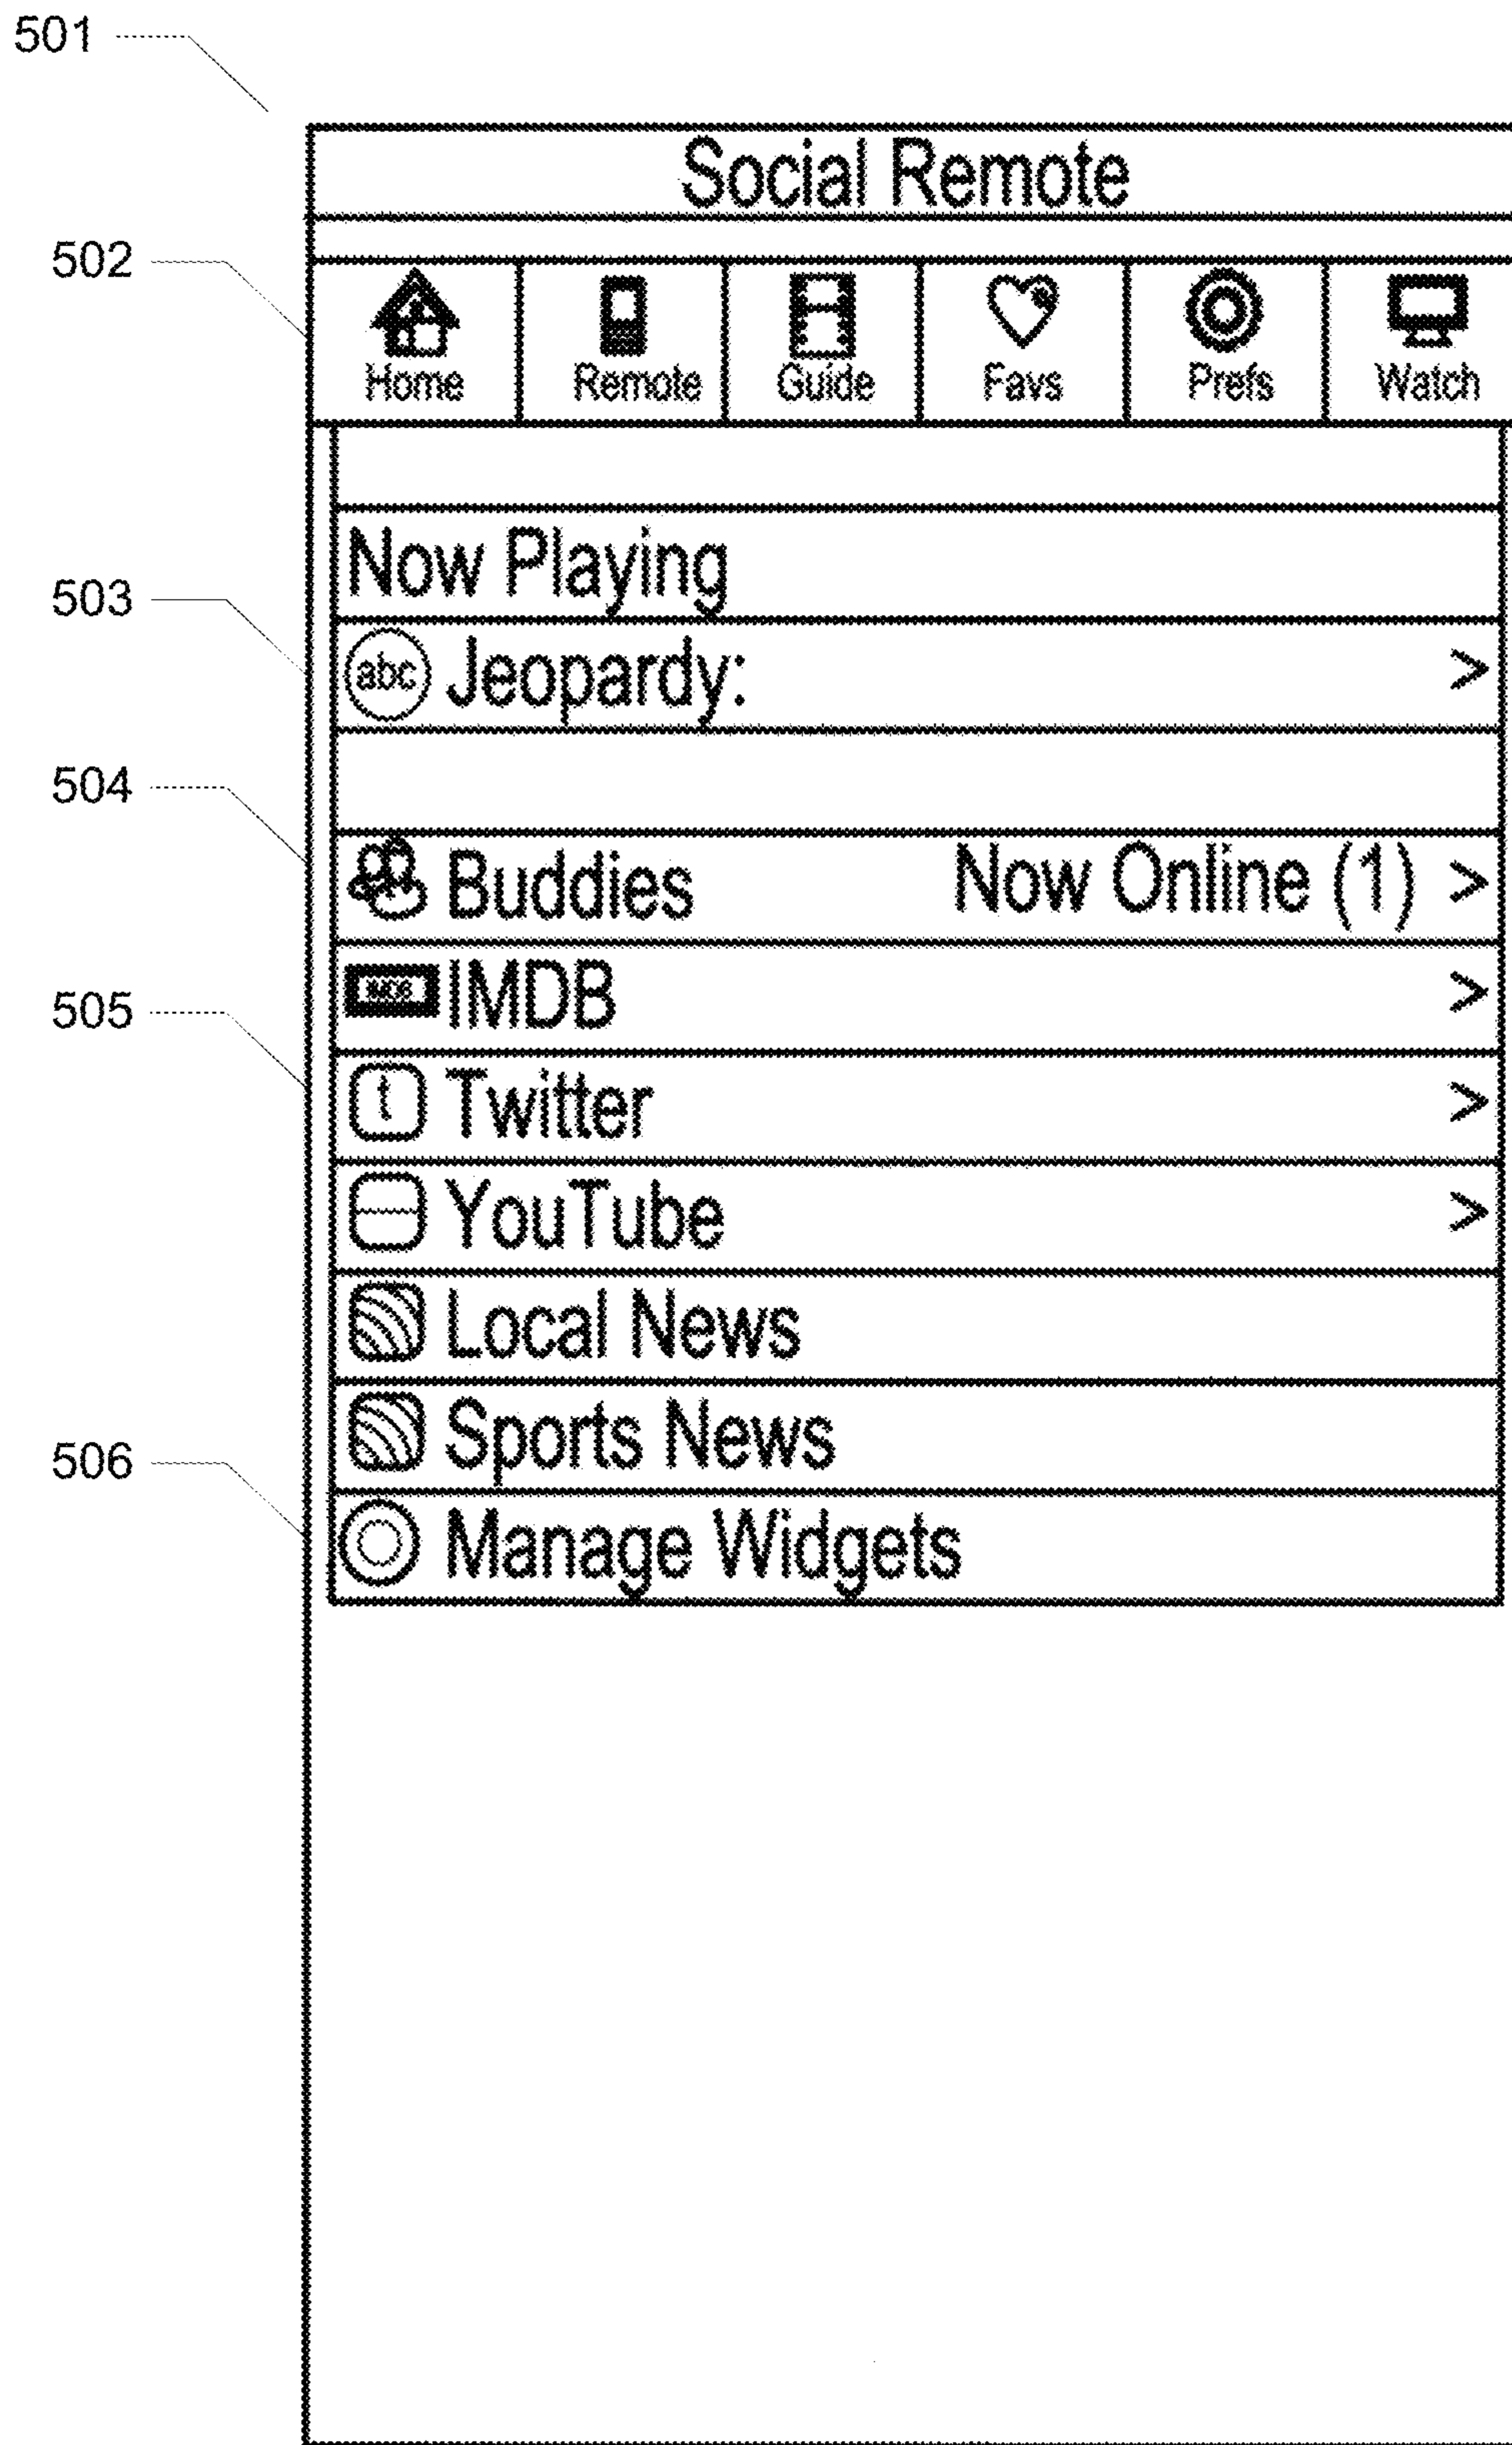 501
Social Remote
502
Home Remote Guide Favs Prefs Watch
Now Playing
503
abc Jeopardy: >
504
Buddies Now Online (1) >
IMDB IMDB >
505
t Twitter >
YouTube >
Local News
Sports News
506
Manage Widgets